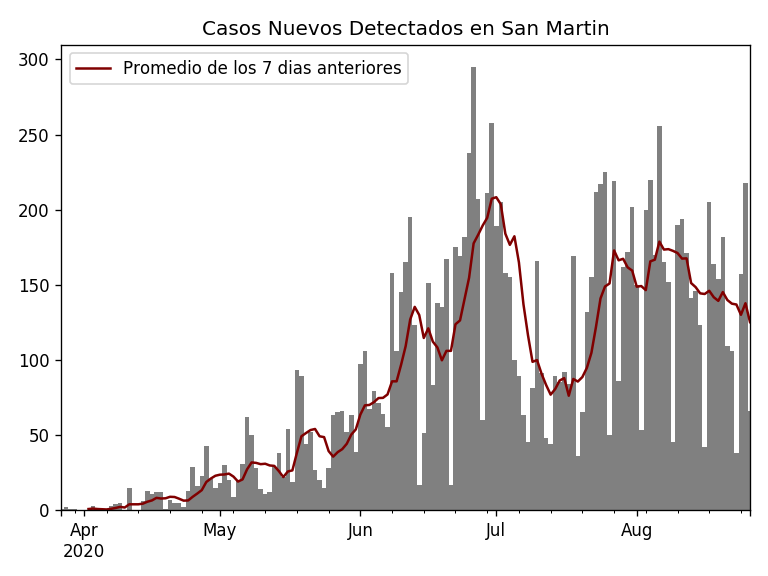 Casos Nuevos Detectados en San Martin
Promedio de los 7 dias anteriores
300
250
200
150
100
50
0
Apr May Jun Jul Aug
2020